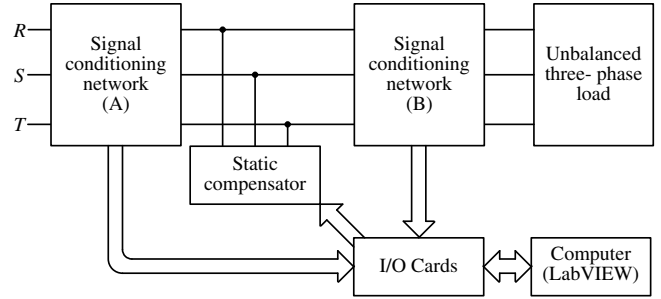 R
S
T
Signal
conditioning
network
(A)
Signal
conditioning
network
(B)
Unbalanced
three- phase
load
Static
compensator
I/O Cards
Computer
(LabVIEW)